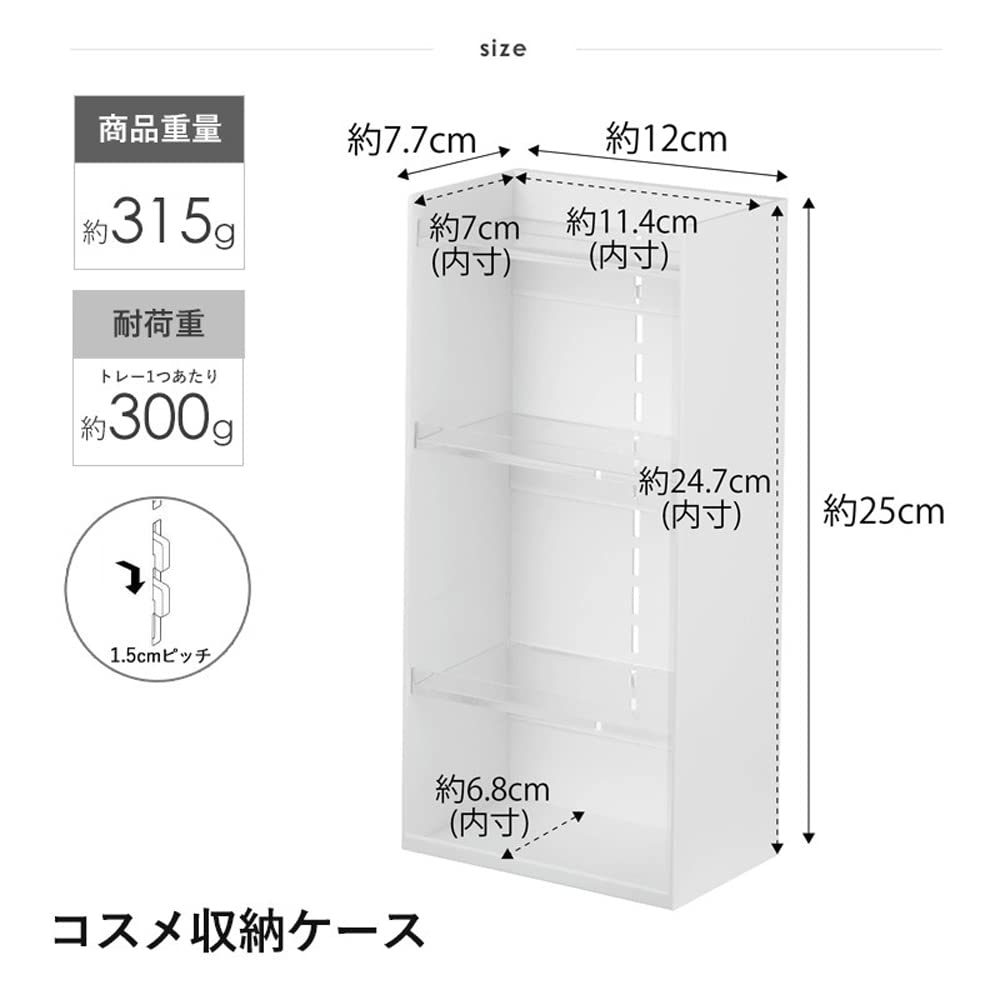 size
商品重量
約315g
耐荷重
トレー1つあたり
約300g
1.5cmピッチ
約7.7cm
約12cm
約7cm
(内寸)
約11.4cm
(内寸)
約24.7cm
(内寸)
約25cm
約6.8cm
(内寸)
コスメ収納ケース